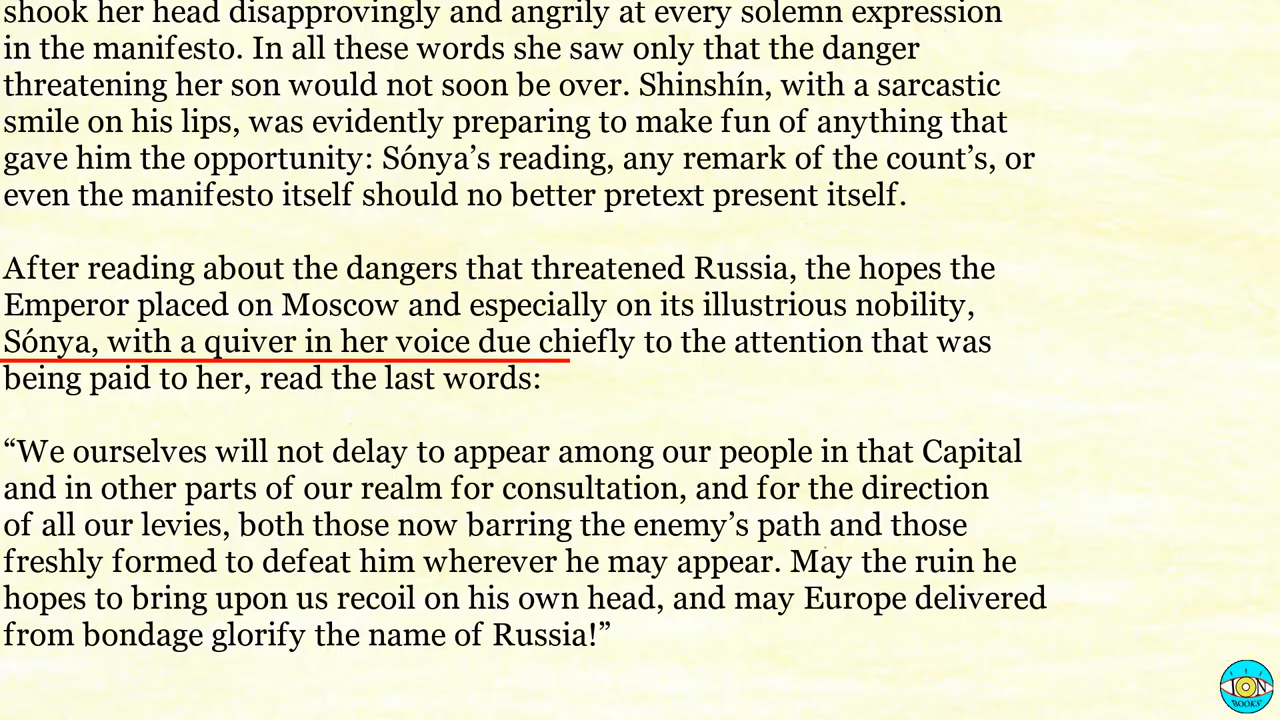 shook her head disapprovingly and angrily at every solemn expression
in the manifesto. In all these words she saw only that the danger
threatening her son would not soon be over. Shinshín, with a sarcastic
smile on his lips, was evidently preparing to make fun of anything that
gave him the opportunity: Sónya’s reading, any remark of the count’s, or
even the manifesto itself should no better pretext present itself.
After reading about the dangers that threatened Russia, the hopes the
Emperor placed on Moscow and especially on its illustrious nobility,
Sónya, with a quiver in her voice due chiefly to the attention that was
being paid to her, read the last words:
“We ourselves will not delay to appear among our people in that Capital
and in other parts of our realm for consultation, and for the direction
of all our levies, both those now barring the enemy’s path and those
freshly formed to defeat him wherever he may appear. May the ruin he
hopes to bring upon us recoil on his own head, and may Europe delivered
from bondage glorify the name of Russia!”
ION
BOOKS